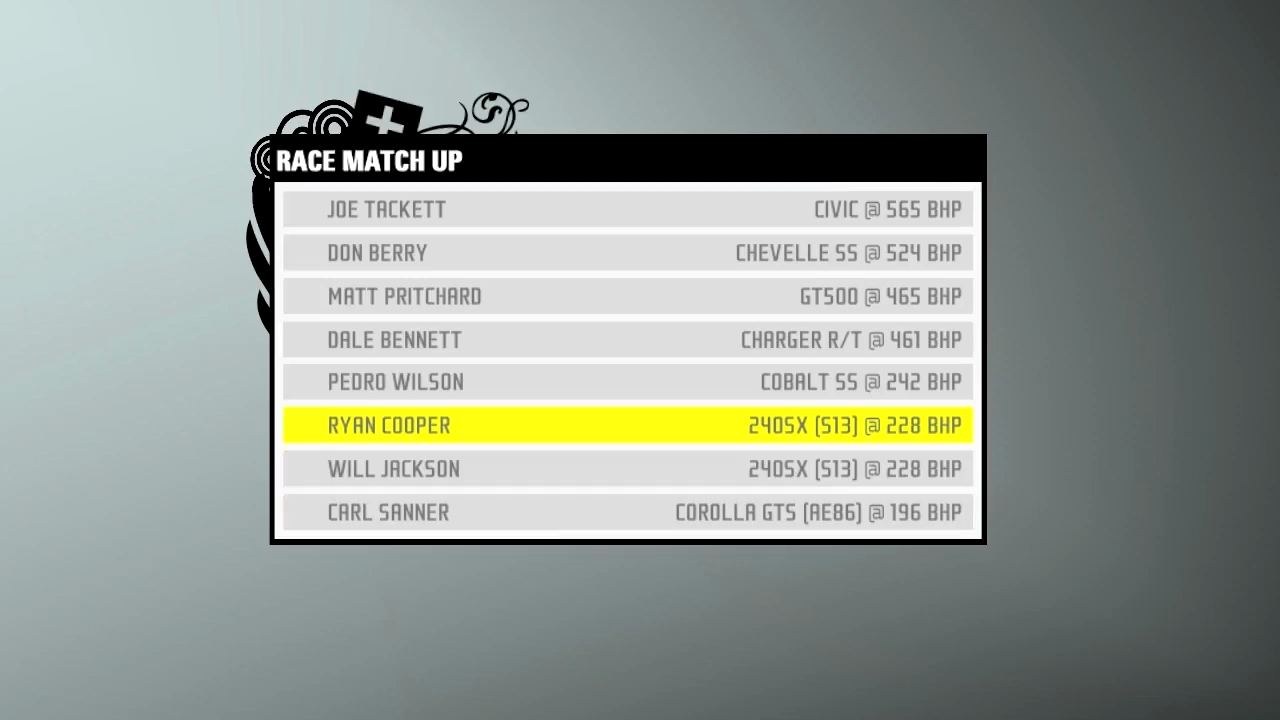 RACE MATCH UP
JOE TACKETT CIVIC @ 565 BHP
DON BERRY CHEVELLE SS @ 524 BHP
MATT PRITCHARD GT500 @ 465 BHP
DALE BENNETT CHARGER R/T @ 461 BHP
PEDRO WILSON COBALT SS @ 242 BHP
RYAN COOPER 240SX (S13) @ 228 BHP
WILL JACKSON 240SX (S13) @ 228 BHP
CARL SANNER COROLLA GTS (AE86) @ 196 BHP